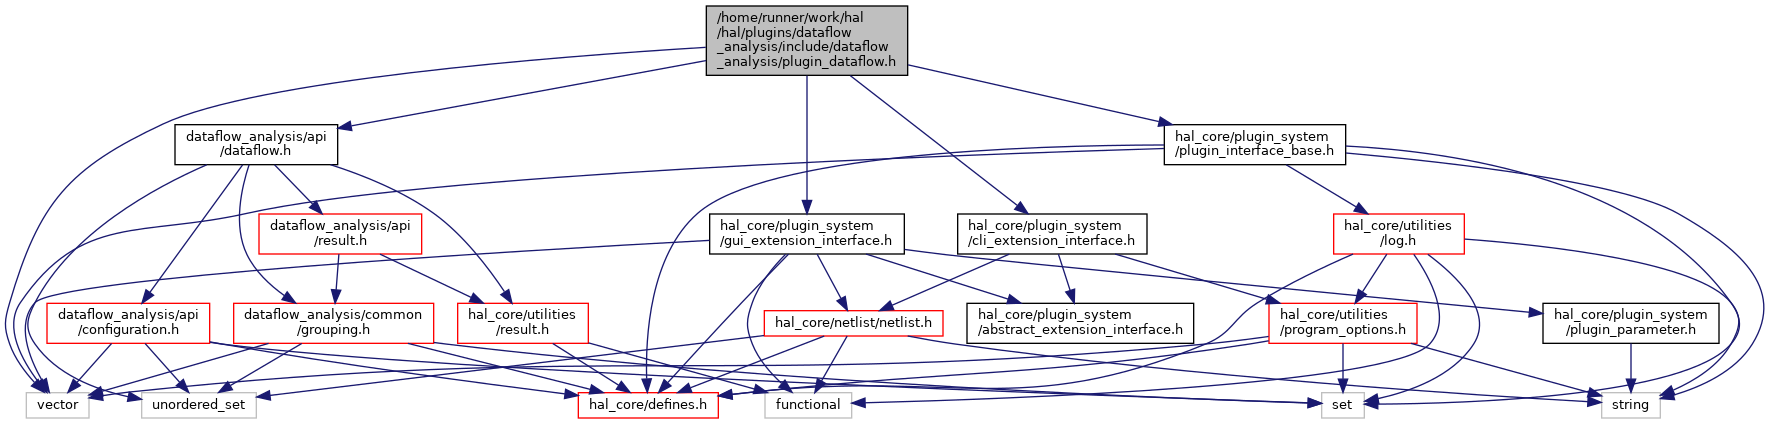 /home/runner/work/hal
/hal/plugins/dataflow
_analysis/include/dataflow
_analysis/plugin_dataflow.h
dataflow_analysis/api
/dataflow.h
hal_core/plugin_system
/plugin_interface_base.h
dataflow_analysis/api
/result.h
hal_core/plugin_system
/gui_extension_interface.h
hal_core/plugin_system
/cli_extension_interface.h
hal_core/utilities
/log.h
dataflow_analysis/api
/configuration.h
dataflow_analysis/common
/grouping.h
hal_core/utilities
/result.h
hal_core/netlist/netlist.h
hal_core/plugin_system
/abstract_extension_interface.h
hal_core/utilities
/program_options.h
hal_core/plugin_system
/plugin_parameter.h
vector
unordered_set
hal_core/defines.h
functional
set
string